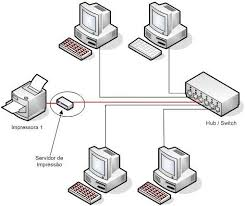 Impressora 1
Hub / Switch
Servidor de
Impressão